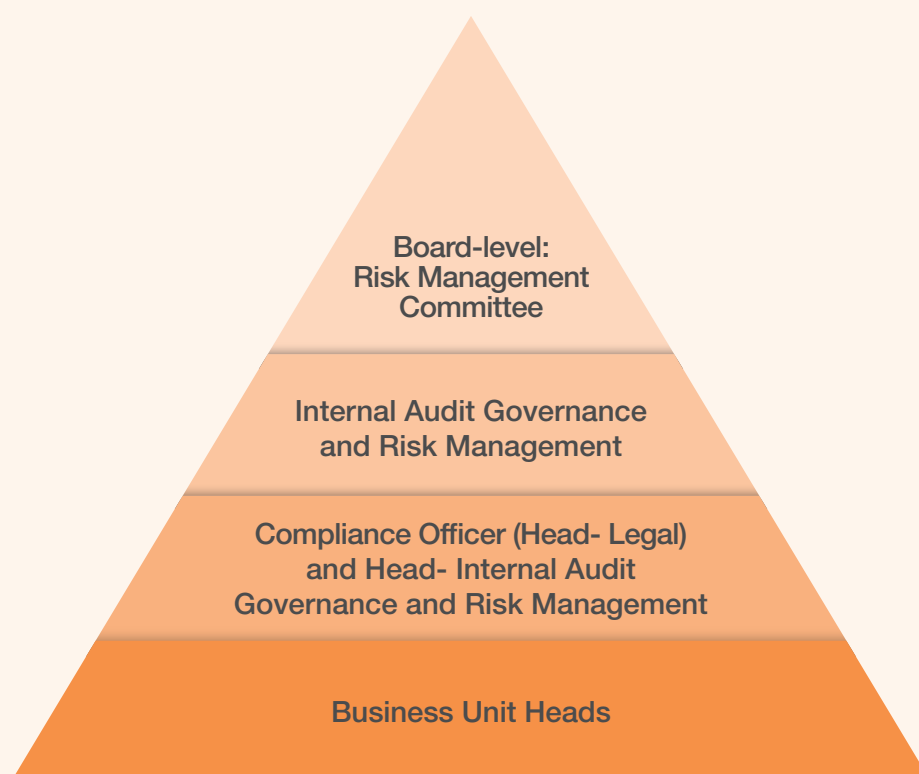 Board-level:
Risk Management
Committee
Internal Audit Governance
and Risk Management
Compliance Officer (Head- Legal)
and Head- Internal Audit
Governance and Risk Management
Business Unit Heads